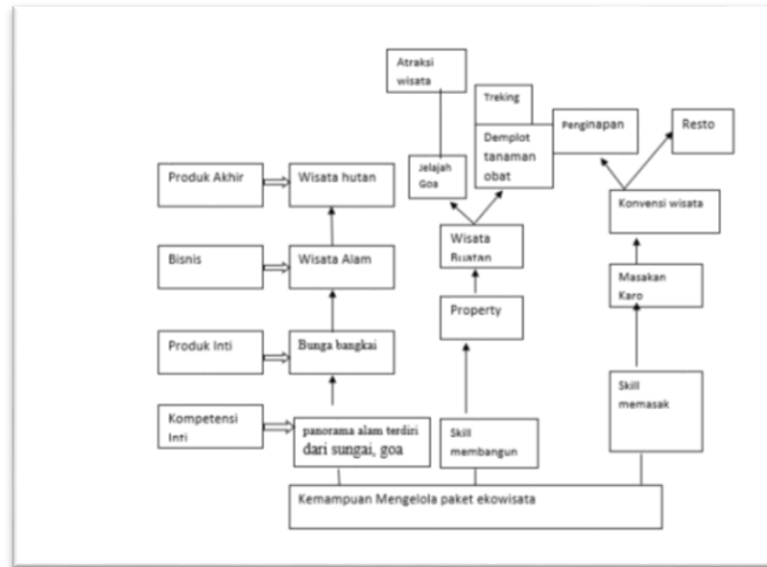 Atraksi
wisata
Treking
Penginapan
Resto
Demplot
tanaman
obat
Jelajah
Goa
Produk Akhir
Wisata hutan
Konvensi wisata
Wisata
Buatan
Bisnis
Wisata Alam
Masakan
Karo
Property
Produk Inti
Bunga bangkai
Skill
memasak
Kompetensi
Inti
panorama alam terdiri
dari sungai, goa
Skill
membangun
Kemampuan Mengelola paket ekowisata